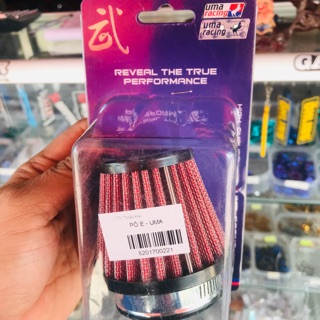 武
uma
racing
uma
racing
REVEAL THE TRUE
PERFORMANCE
PÔ E - UMA
8201700221